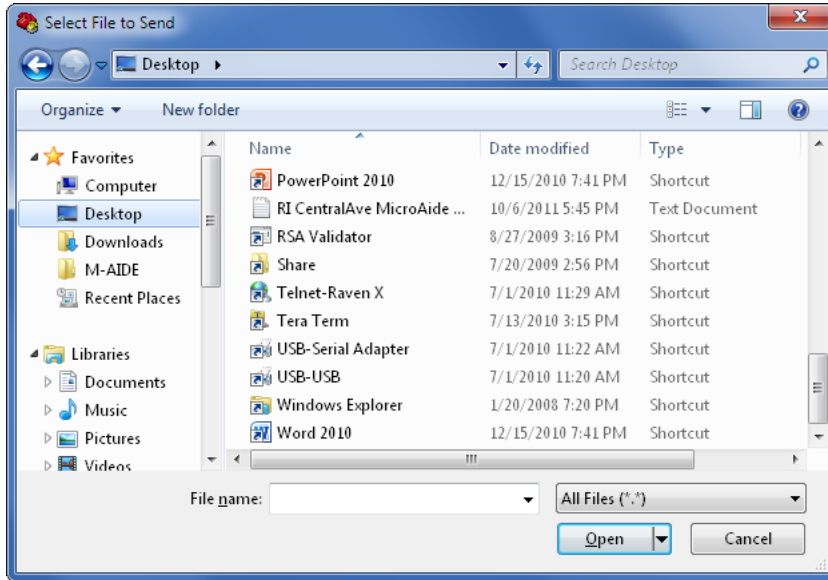 Select File to Send
Desktop
Search Desktop
Organize New folder
Name Date modified Type
Favorites
Computer
Desktop
Downloads
M-AIDE
Recent Places
Libraries
Documents
Music
Pictures
Videos
PowerPoint 2010 12/15/2010 7:41 PM Shortcut
RI CentralAve MicroAide ... 10/6/2011 5:45 PM Text Document
RSA Validator 8/27/2009 3:16 PM Shortcut
Share 7/20/2009 2:56 PM Shortcut
Telnet-Raven X 7/1/2010 11:29 AM Shortcut
Tera Term 7/13/2010 3:15 PM Shortcut
USB-Serial Adapter 7/1/2010 11:22 AM Shortcut
USB-USB 7/1/2010 11:20 AM Shortcut
Windows Explorer 1/20/2008 7:20 PM Shortcut
Word 2010 12/15/2010 7:41 PM Shortcut
File name: All Files (*.*)
Open Cancel